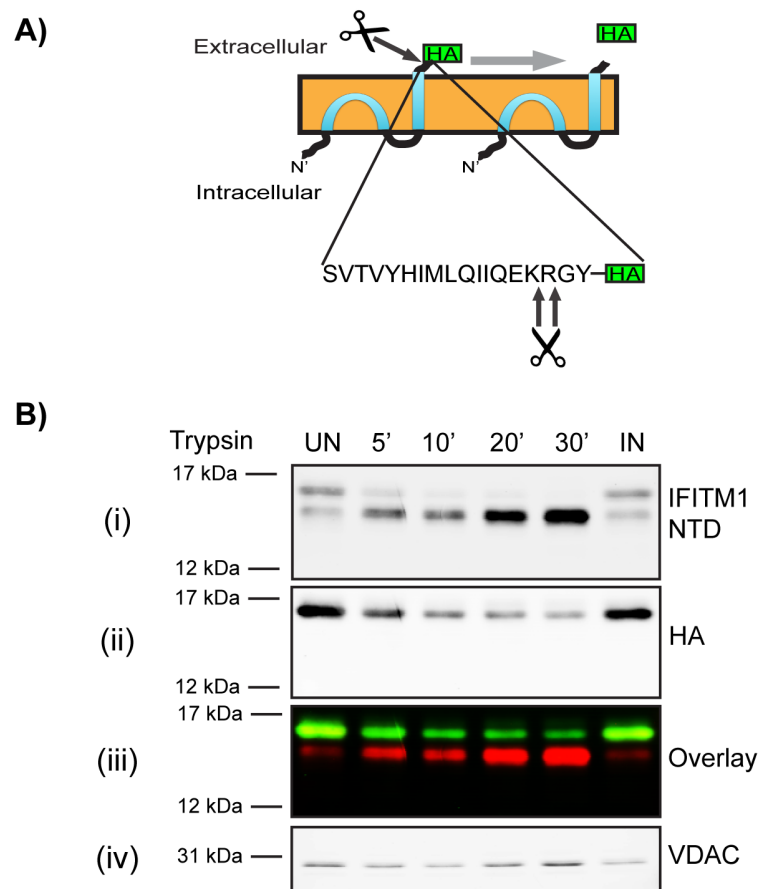 A)
Extracellular
HA
HA
N'
N'
Intracellular
SVTVYHIMLQIIQEKRGY
HA
B)
Trypsin UN 5' 10' 20' 30' IN
17 kDa
(i)
IFITM1
NTD
12 kDa
17 kDa
(ii)
HA
12 kDa
17 kDa
(iii)
Overlay
12 kDa
(iv)
31 kDa
VDAC